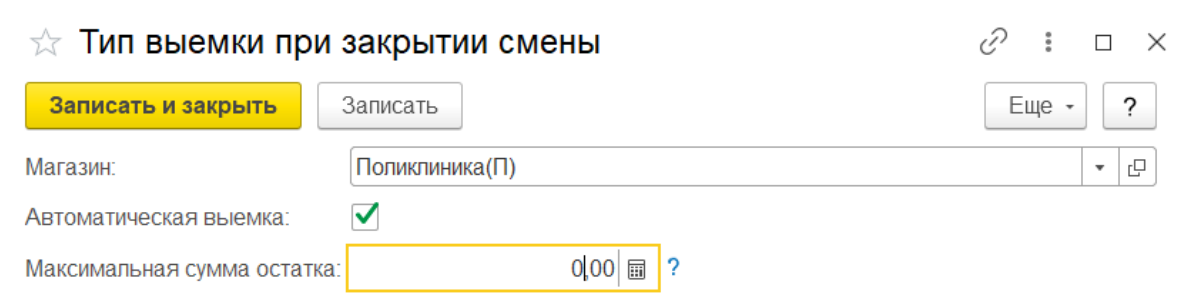 Тип выемки при закрытии смены
Записать и закрыть Записать Еще ?
Магазин: Поликлиника(П)
Автоматическая выемка:
Максимальная сумма остатка: 0,00 ?